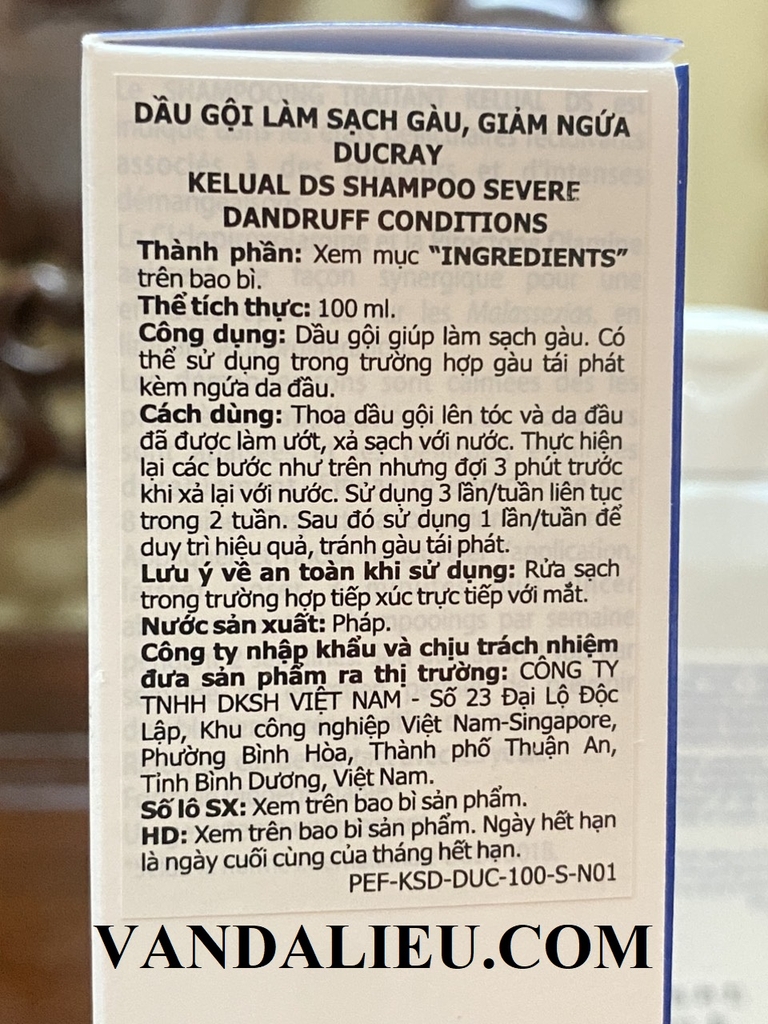 DẦU GỘI LÀM SẠCH GÀU, GIẢM NGỨA
DUCRAY
KELUAL DS SHAMPOO SEVERE
DANDRUFF CONDITIONS
Thành phần: Xem mục "INGREDIENTS"
trên bao bì.
Thể tích thực: 100 ml.
Công dụng: Dầu gội giúp làm sạch gàu. Có
thể sử dụng trong trường hợp gàu tái phát
kèm ngứa da đầu.
Cách dùng: Thoa dầu gội lên tóc và da đầu
đã được làm ướt, xả sạch với nước. Thực hiện
lại các bước như trên nhưng đợi 3 phút trước
khi xả lại với nước. Sử dụng 3 lần/tuần liên tục
trong 2 tuần. Sau đó sử dụng 1 lần/tuần để
duy trì hiệu quả, tránh gàu tái phát.
Lưu ý về an toàn khi sử dụng: Rửa sạch
trong trường hợp tiếp xúc trực tiếp với mắt.
Nước sản xuất: Pháp.
Công ty nhập khẩu và chịu trách nhiệm
đưa sản phẩm ra thị trường: CÔNG TY
TNHH DKSH VIỆT NAM - Số 23 Đại Lộ Độc
Lập, Khu công nghiệp Việt Nam-Singapore,
Phường Bình Hòa, Thành phố Thuận An,
Tỉnh Bình Dương, Việt Nam.
Số lô SX: Xem trên bao bì sản phẩm.
HD: Xem trên bao bì sản phẩm. Ngày hết hạn
là ngày cuối cùng của tháng hết hạn.
PEF-KSD-DUC-100-S-N01
VANDALIEU.COM